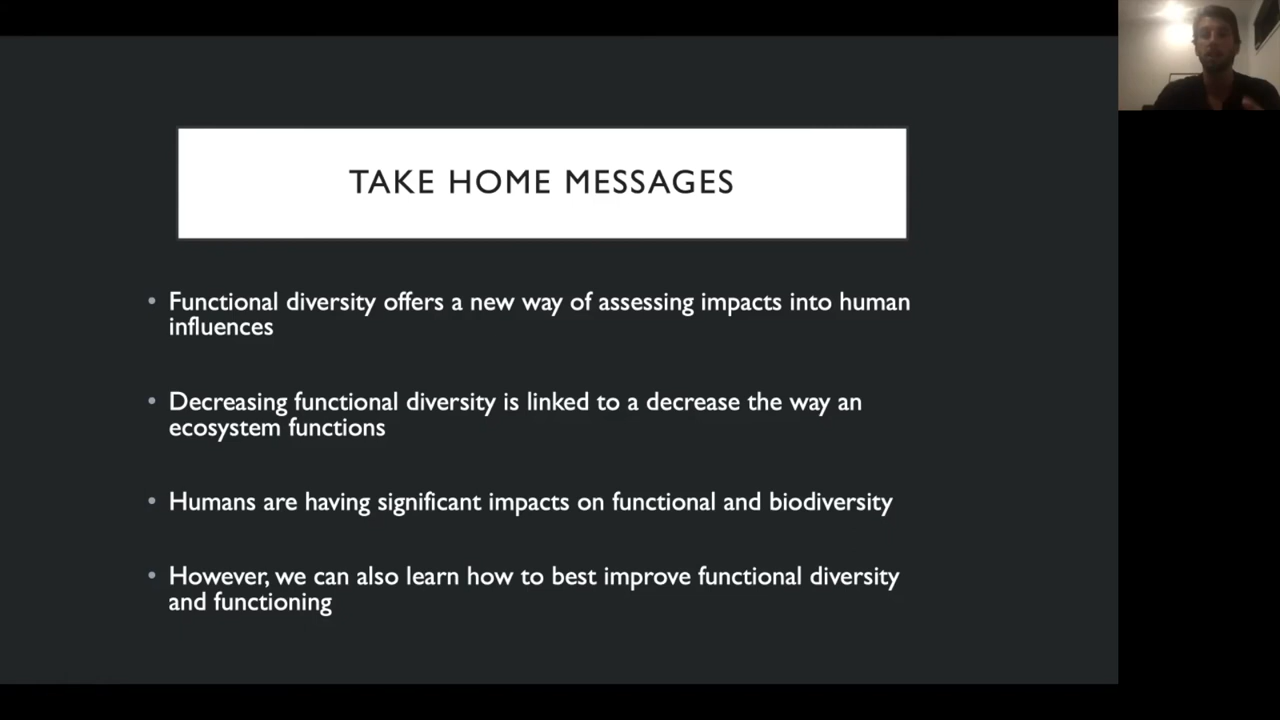 TAKE HOME MESSAGES
• Functional diversity offers a new way of assessing impacts into human
influences
• Decreasing functional diversity is linked to a decrease the way an
ecosystem functions
• Humans are having significant impacts on functional and biodiversity
• However, we can also learn how to best improve functional diversity
and functioning